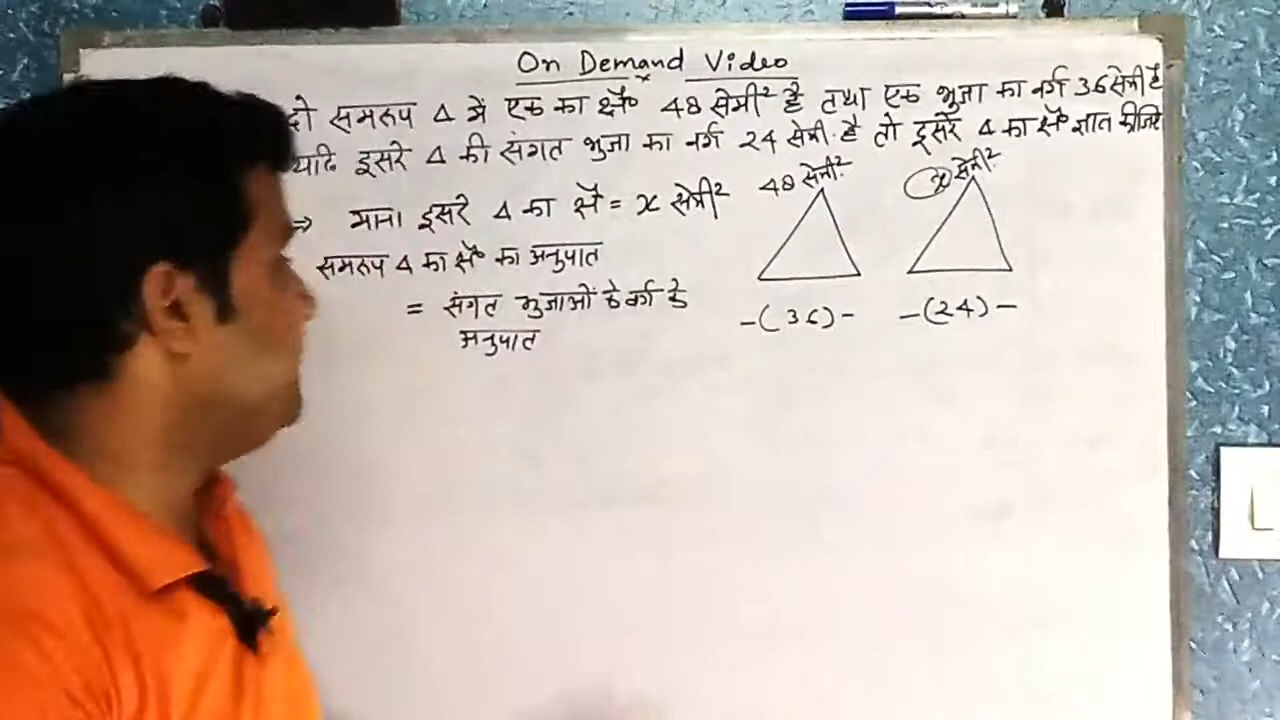 On Demand Video
दो समरूप Δ में एक का क्षे० 48 सेमी² है तथा एक भुजा का वर्ग 36 सेमी है
यदि दूसरे Δ की संगत भुजा का वर्ग 24 सेमी. है तो दूसरे Δ का क्षे० ज्ञात कीजिए
⇒ माना दूसरे Δ का क्षे० = x सेमी²
48 सेमी².
x सेमी².
समरूप Δ का क्षे० का अनुपात
= संगत भुजाओं के वर्ग के
अनुपात
-(36)-
-(24)-